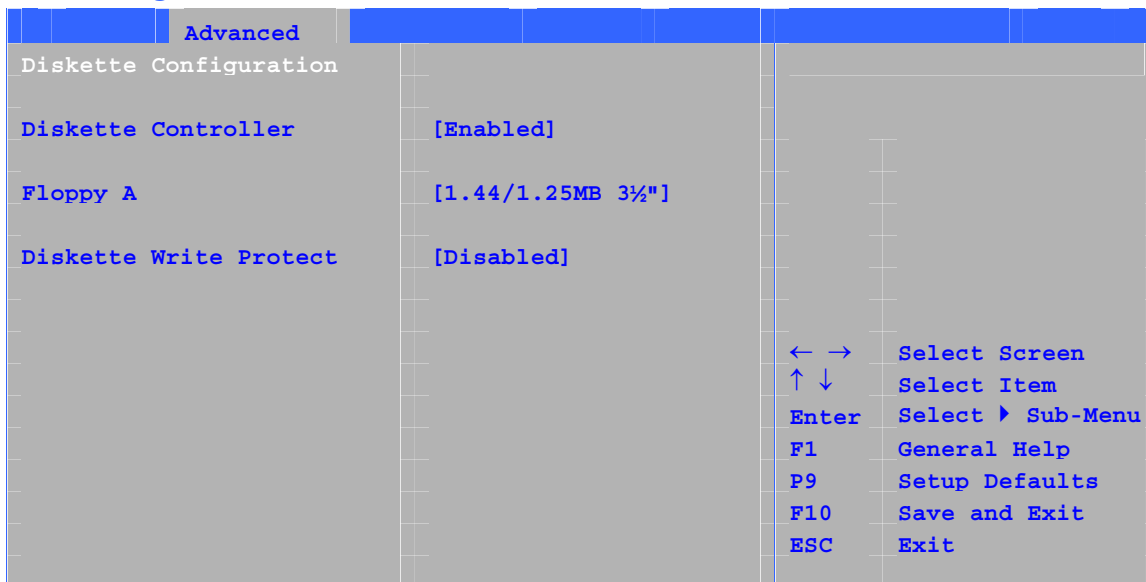 Advanced
Diskette Configuration
Diskette Controller [Enabled]
Floppy A [1.44/1.25MB 3½"]
Diskette Write Protect [Disabled]
← → Select Screen
↑ ↓ Select Item
Enter Select ▶ Sub-Menu
F1 General Help
P9 Setup Defaults
F10 Save and Exit
ESC Exit